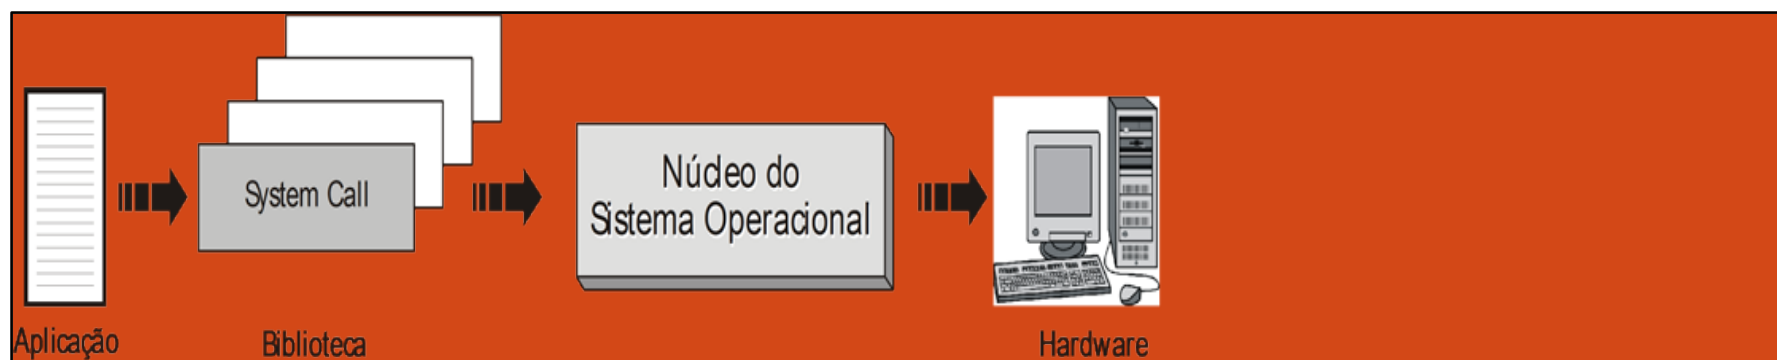 System Call
Núcleo do
Sistema Operacional
Aplicação
Biblioteca
Hardware